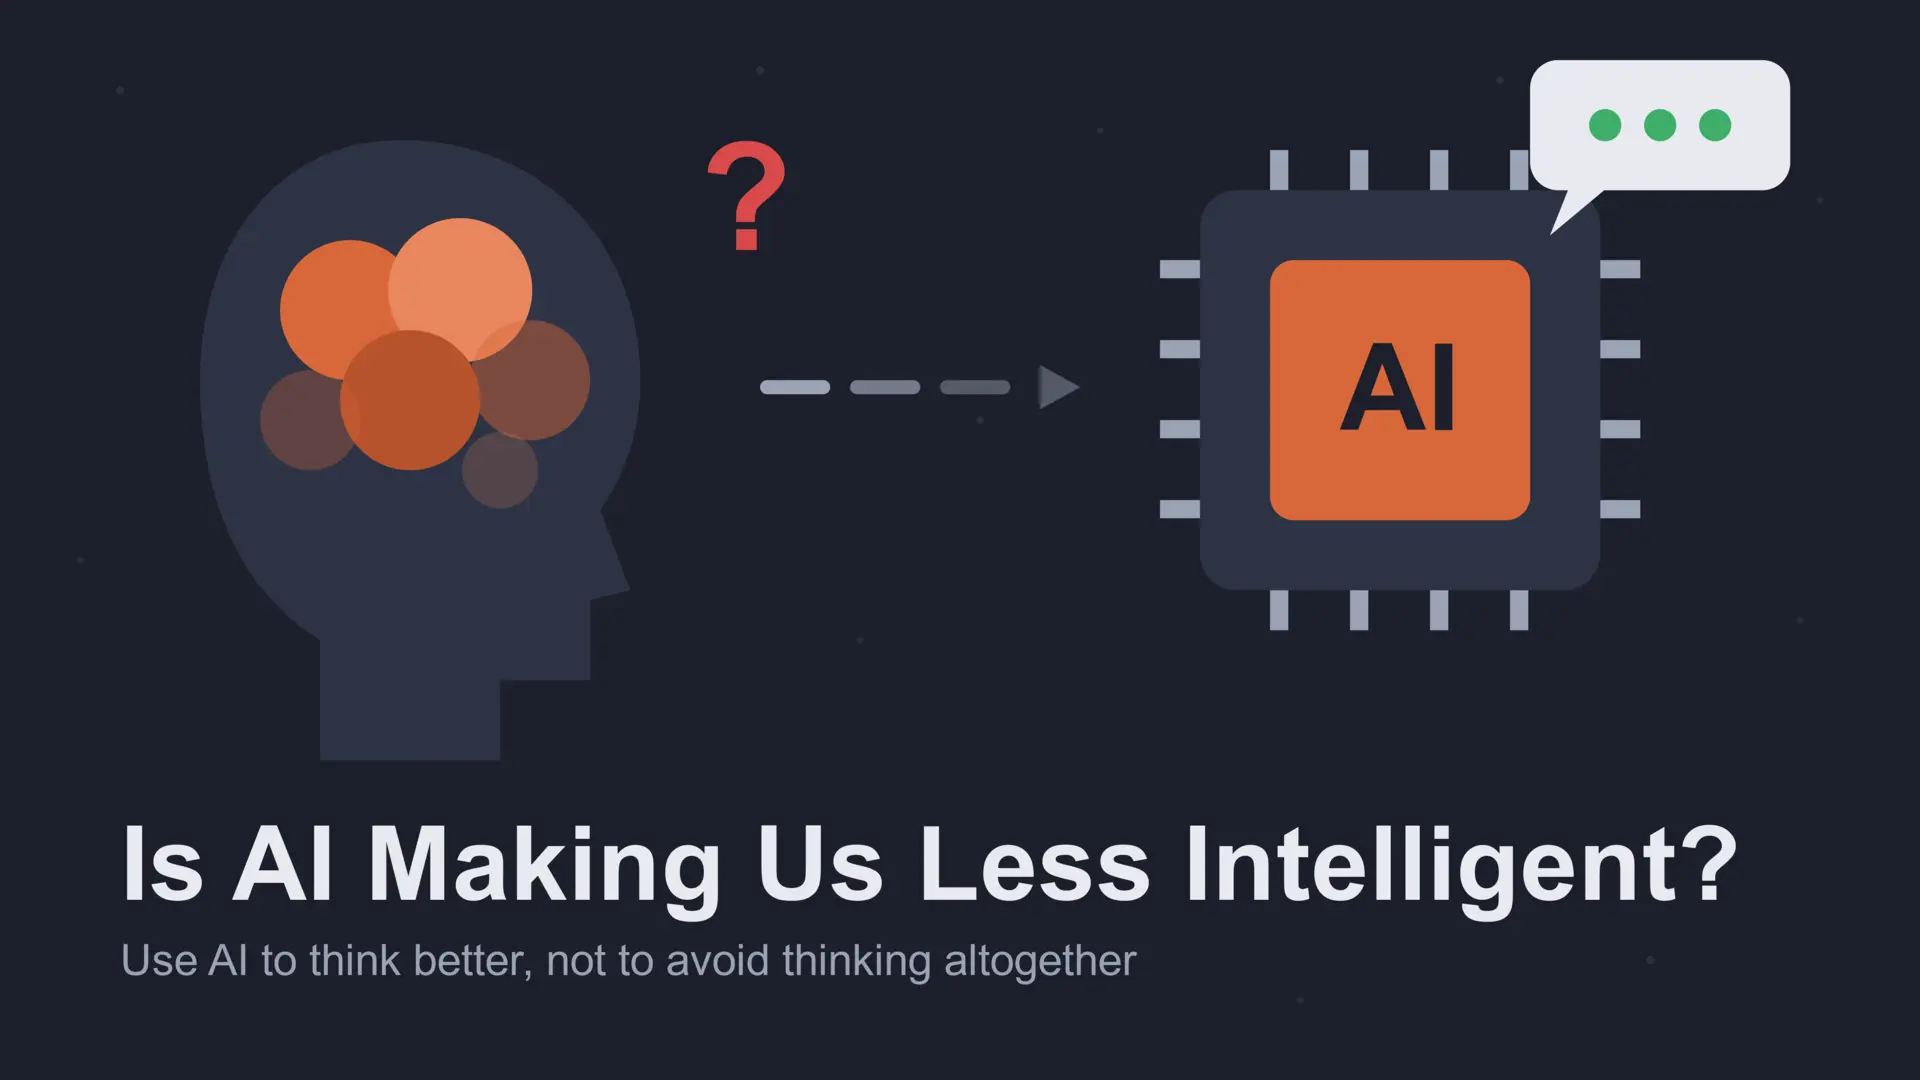 ?
AI
Is AI Making Us Less Intelligent?
Use AI to think better, not to avoid thinking altogether